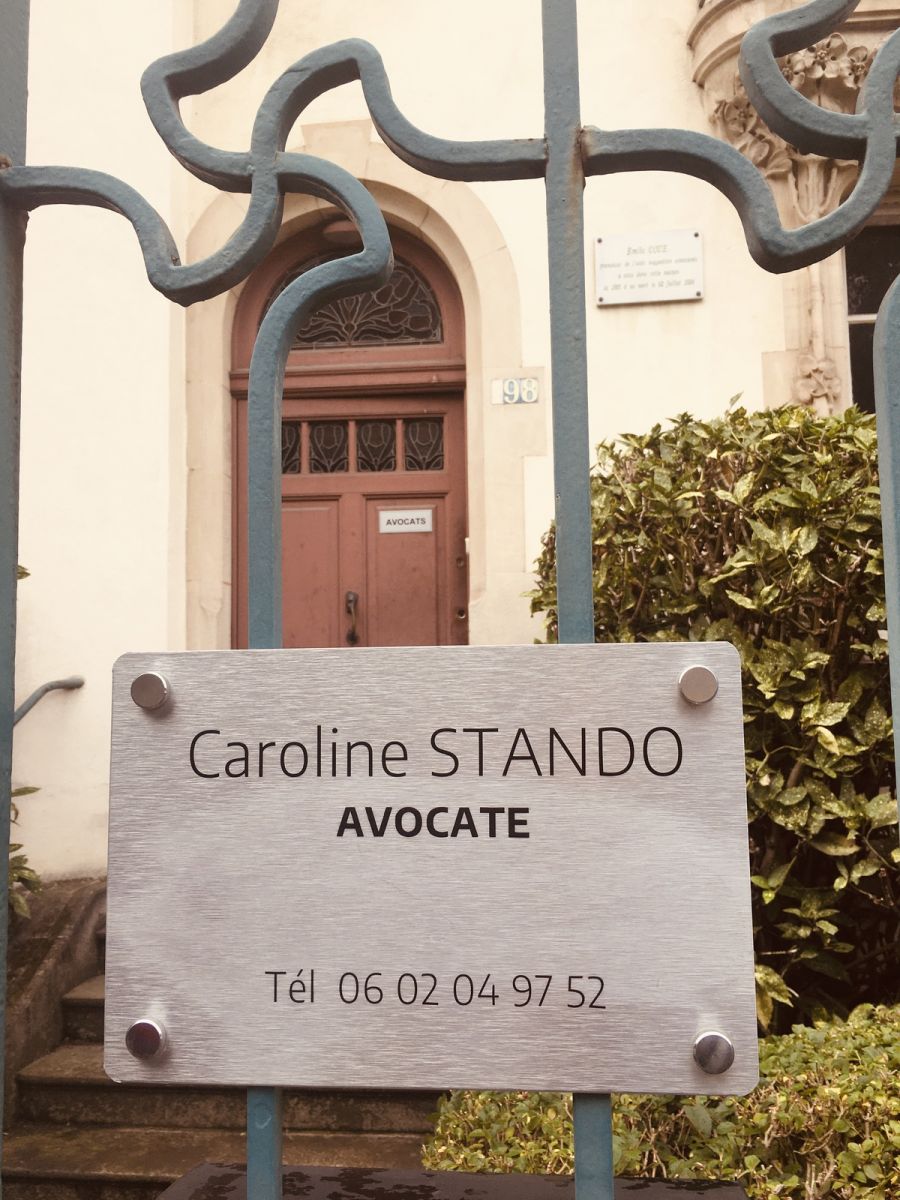 Emile COUE
98
AVOCATS
Caroline STANDO
AVOCATE
Tél 06 02 04 97 52